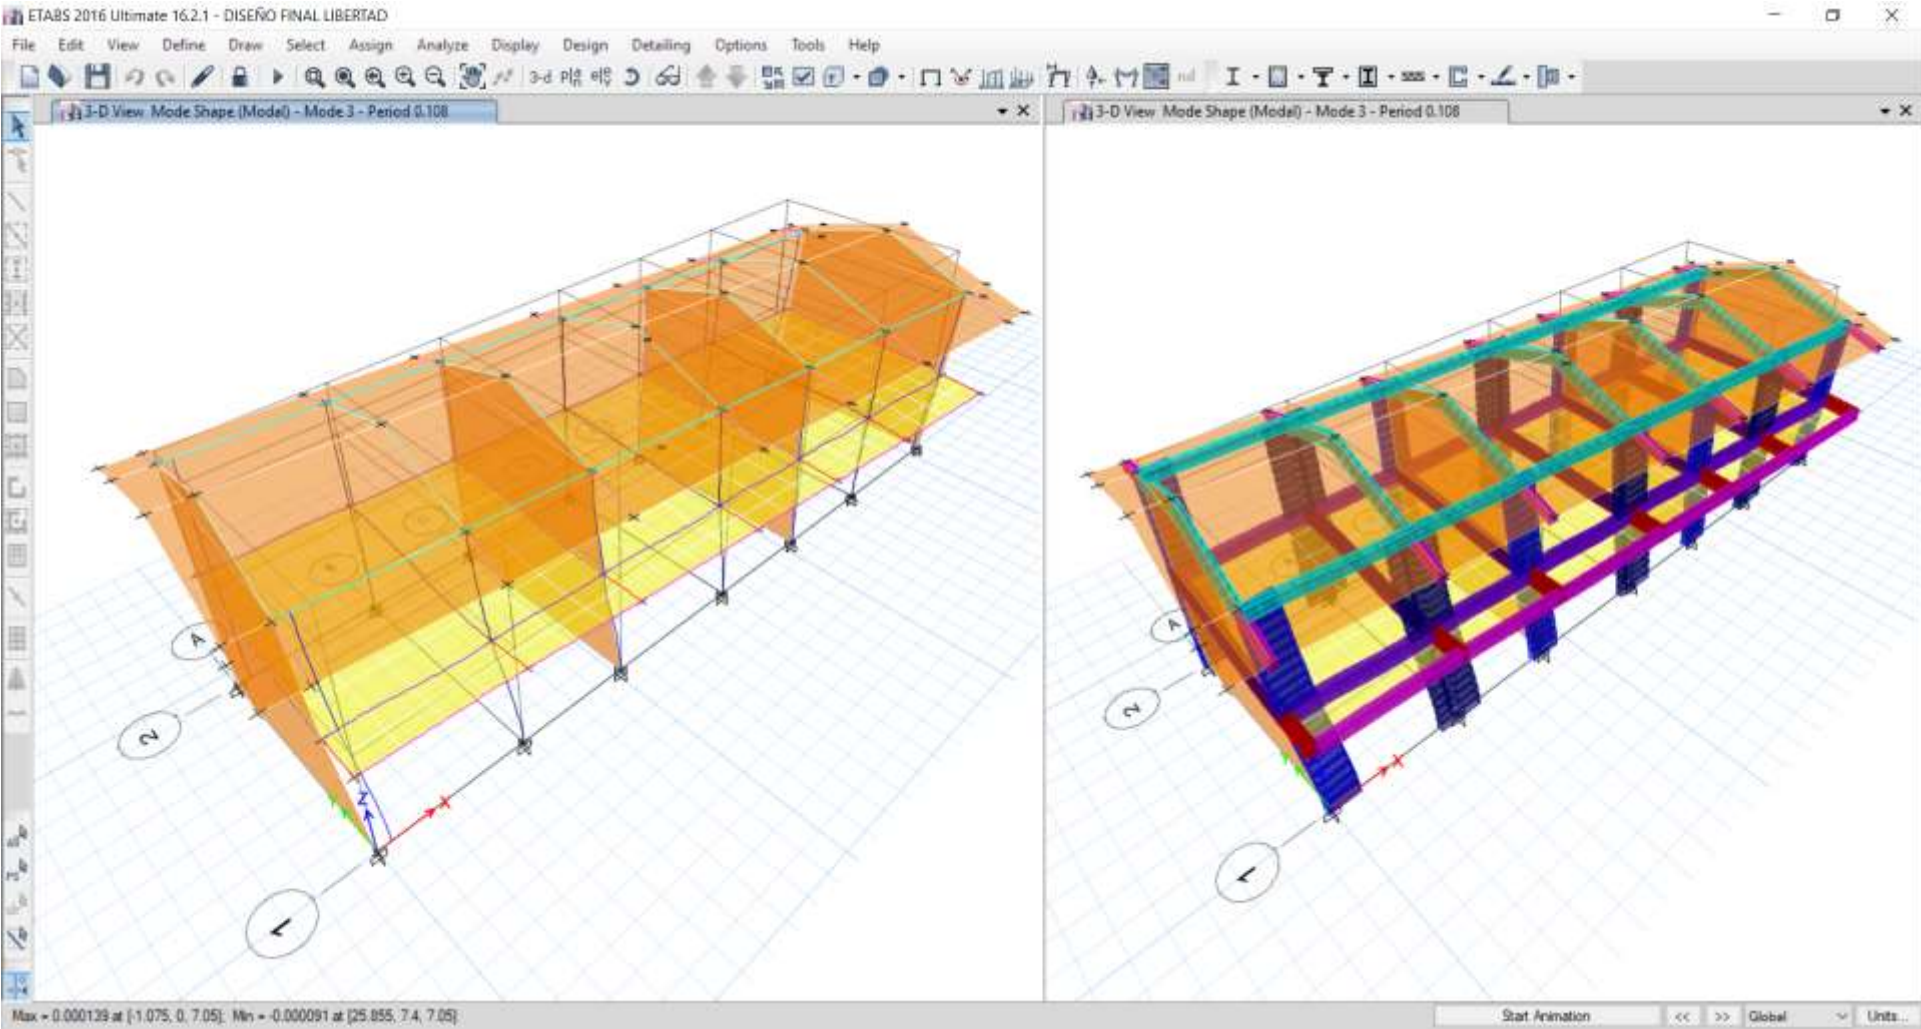 ETABS 2016 Ultimate 16.2.1 - DISEÑO FINAL LIBERTAD
File Edit View Define Draw Select Assign Analyze Display Design Detailing Options Tools Help
3-d
3-D View Mode Shape (Modal) - Mode 3 - Period 0.108
3-D View Mode Shape (Modal) - Mode 3 - Period 0.108
A
2
X
Z
1
A
2
X
1
Max = 0.000139 at [-1.075, 0, 7.05]; Min = -0.000091 at [25.855, 7.4, 7.05]
Start Animation << >> Global Units...